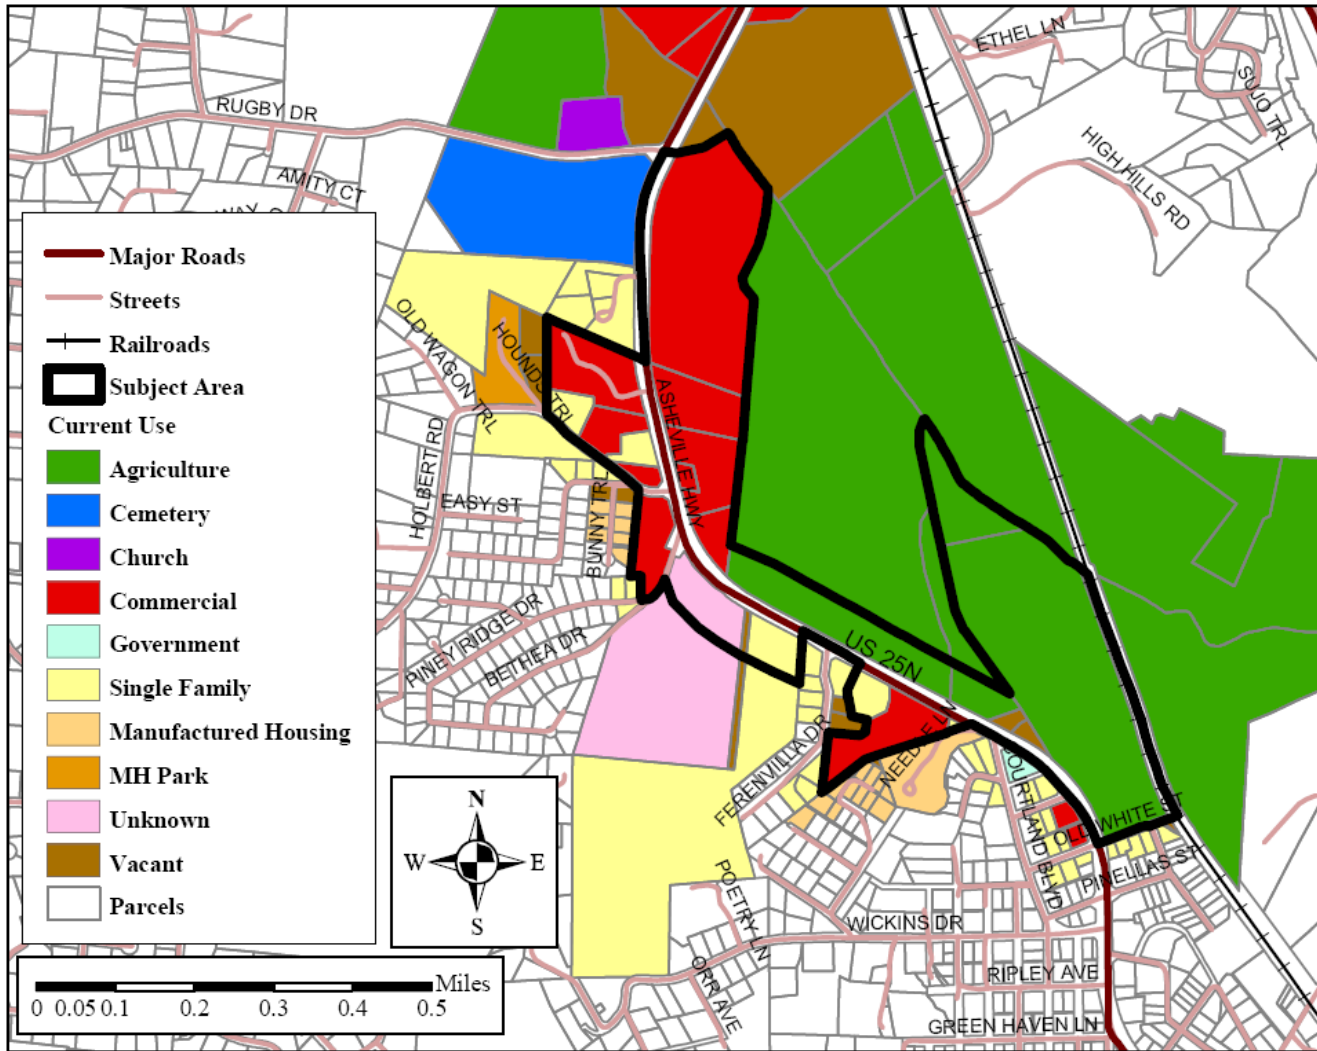 ETHEL LN
SUJO TRL
RUGBY DR
HIGH HILLS RD
AMITY CT
WAY
Major Roads
Streets
Railroads
Subject Area
Current Use
Agriculture
Cemetery
Church
Commercial
Government
Single Family
Manufactured Housing
MH Park
Unknown
Vacant
Parcels
OLD WAGON TRL
HOUNDS TRL
ASHEVILLE HWY
HOLBERT RD
EASY ST
BUNNY TRL
PINEY RIDGE DR
BETHEA DR
US 25N
FERENVILLA DR
NEEDLE LN
COURTLAND BLVD
OLD WHITE ST
PINELLAS ST
POETRY LN
WICKINS DR
ORR AVE
RIPLEY AVE
GREEN HAVEN LN
N
W E
S
Miles
0 0.05 0.1 0.2 0.3 0.4 0.5